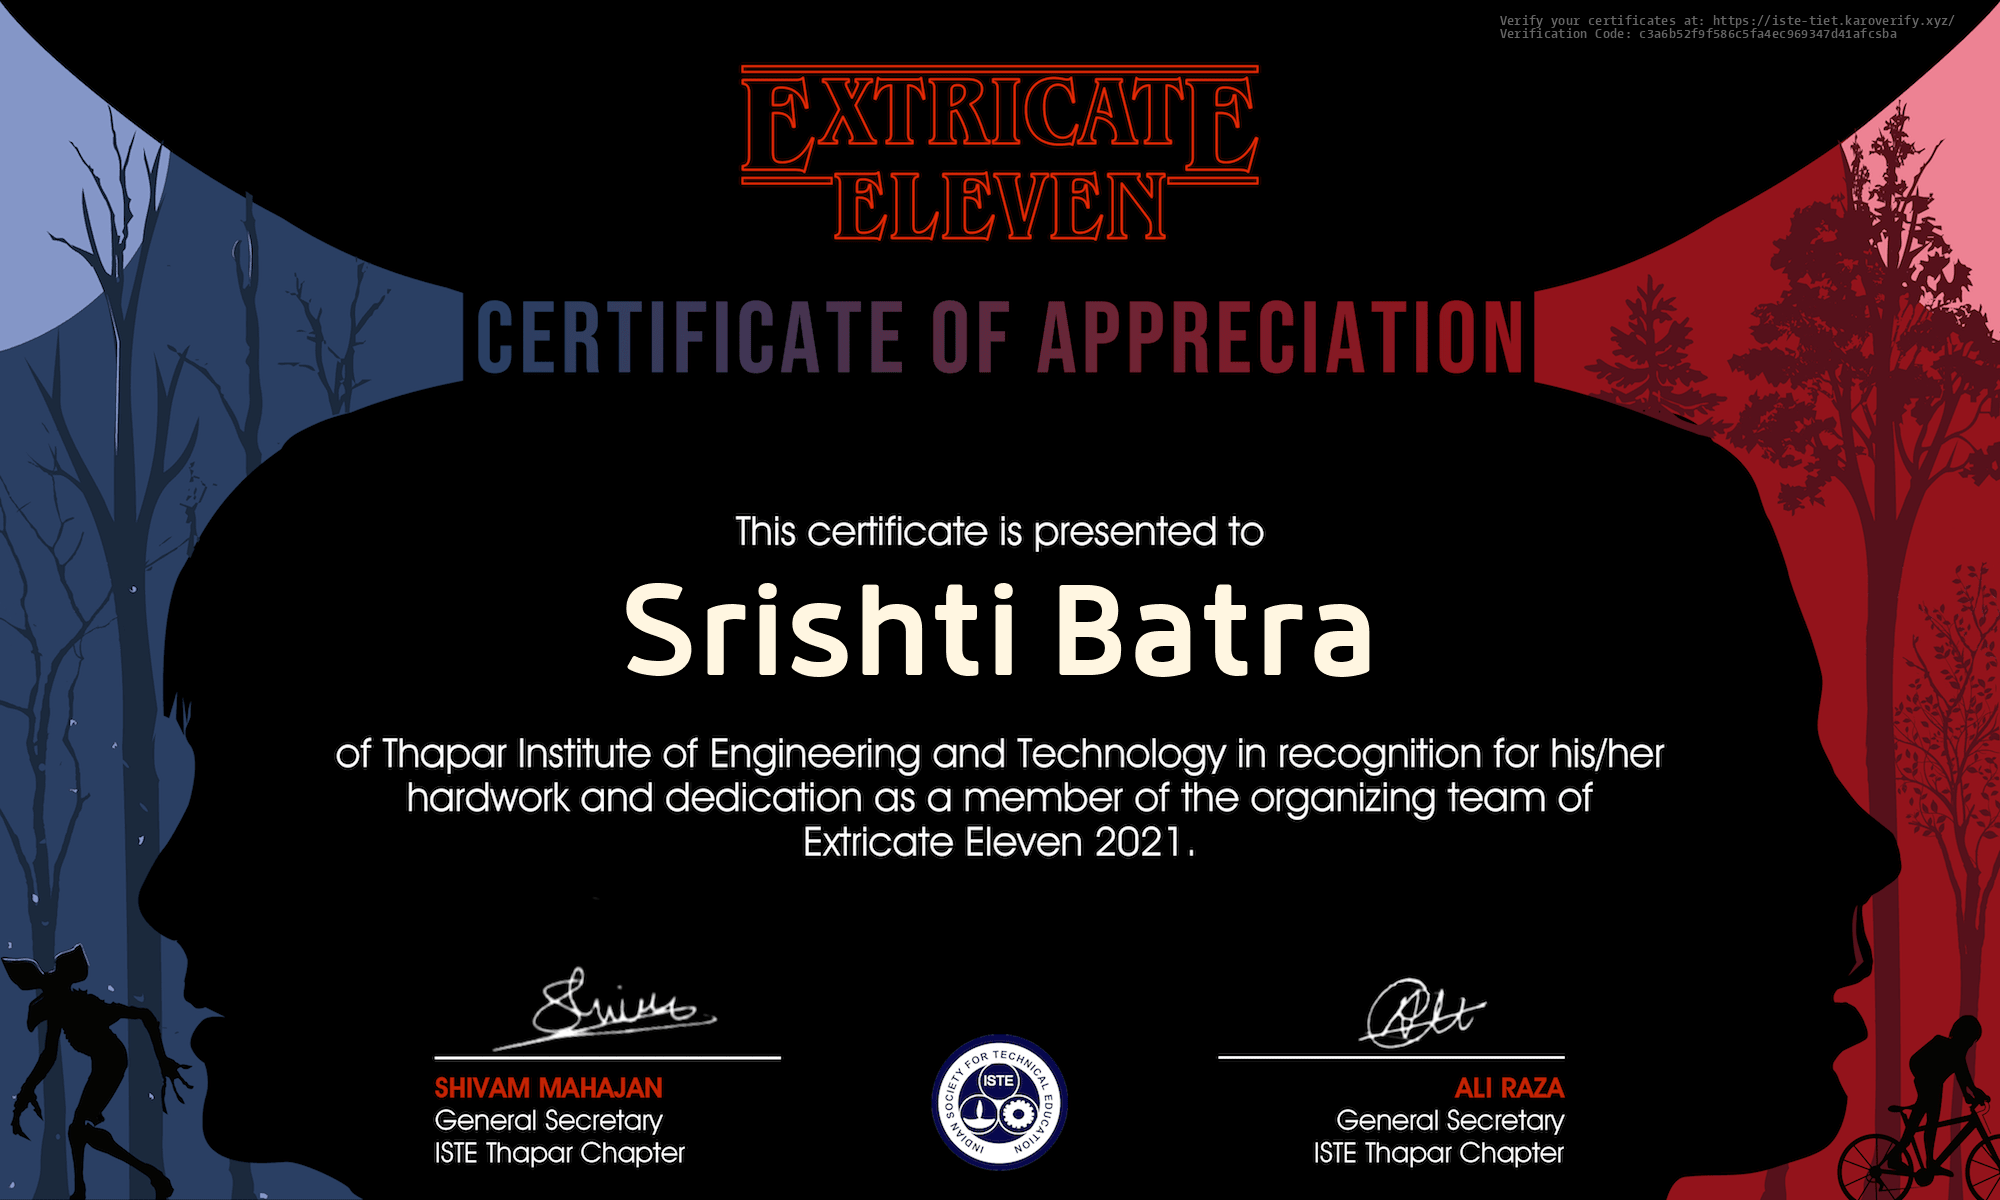 Verify your certificates at: https://iste-tiet.karoverify.xyz/
Verification Code: c3a6b52f9f586c5fa4ec969347d41afcsba
EXTRICATE
ELEVEN
CERTIFICATE OF APPRECIATION
This certificate is presented to
Srishti Batra
of Thapar Institute of Engineering and Technology in recognition for his/her
hardwork and dedication as a member of the organizing team of
Extricate Eleven 2021.
SHIVAM MAHAJAN
General Secretary
ISTE Thapar Chapter
INDIAN SOCIETY FOR TECHNICAL EDUCATION
ISTE
ALI RAZA
General Secretary
ISTE Thapar Chapter